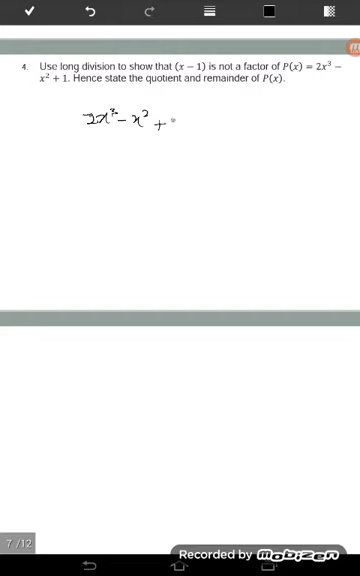 4. Use long division to show that (x − 1) is not a factor of P(x) = 2x³ −
x² + 1. Hence state the quotient and remainder of P(x).
2x³ − x² +
7 /12
Recorded by Mobizen